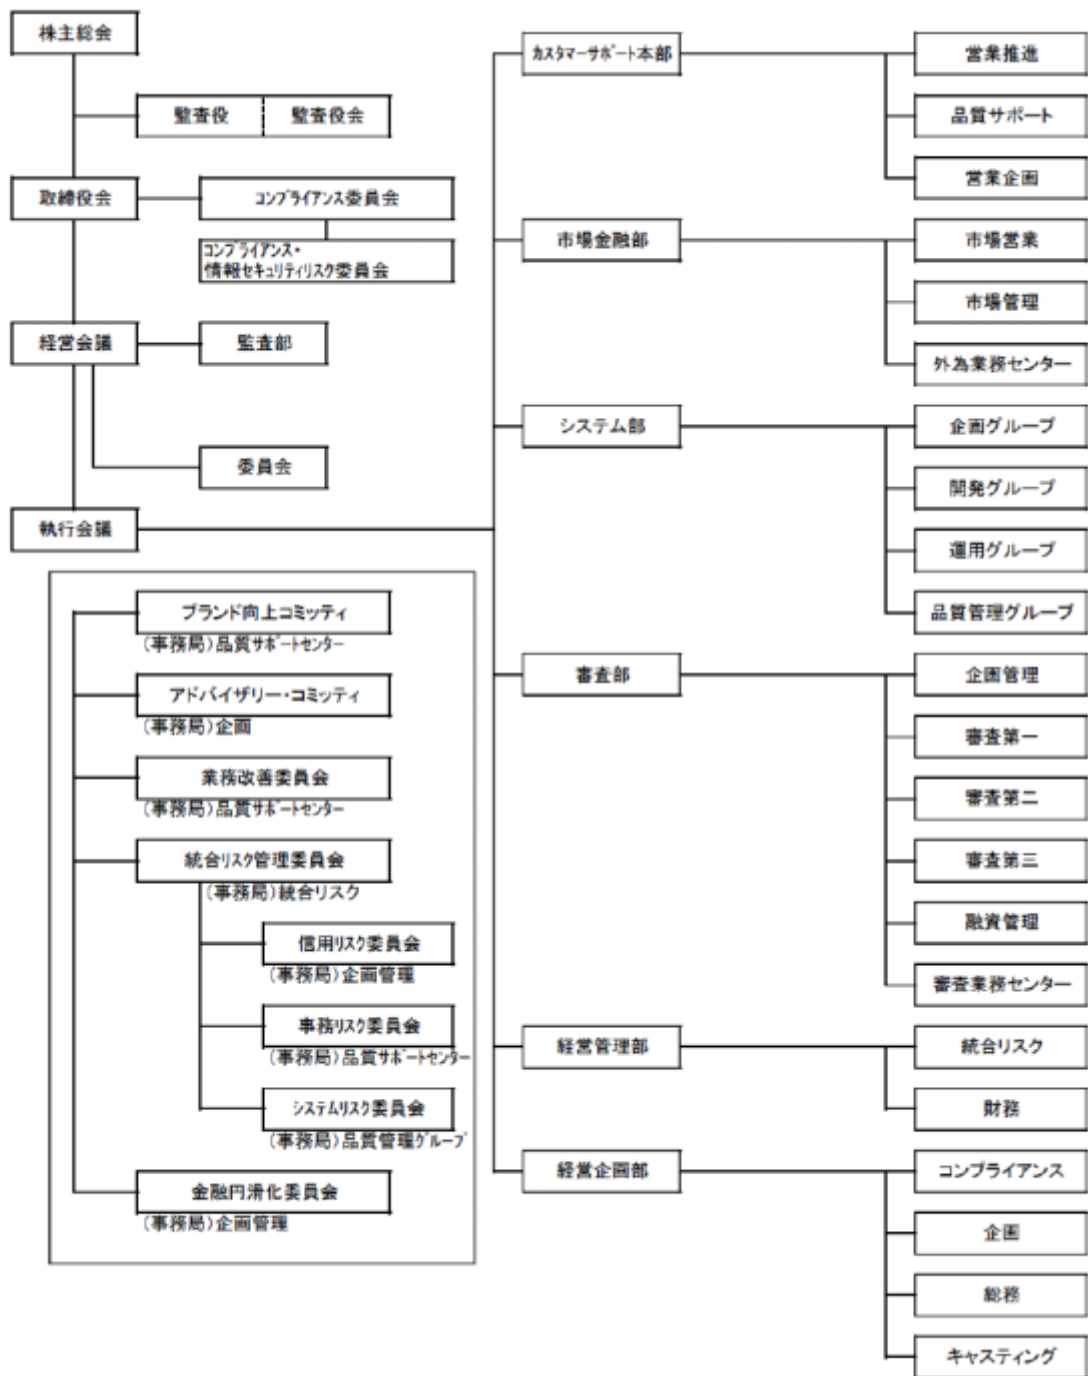 株主総会
監査役
監査役会
取締役会
コンプライアンス委員会
コンプライアンス・
情報セキュリティリスク委員会
経営会議
監査部
委員会
執行会議
ブランド向上コミッティ
(事務局)品質サポートセンター
アドバイザリー・コミッティ
(事務局)企画
業務改善委員会
(事務局)品質サポートセンター
統合リスク管理委員会
(事務局)統合リスク
信用リスク委員会
(事務局)企画管理
事務リスク委員会
(事務局)品質サポートセンター
システムリスク委員会
(事務局)品質管理グループ
金融円滑化委員会
(事務局)企画管理
カスタマーサポート本部
営業推進
品質サポート
営業企画
市場金融部
市場営業
市場管理
外為業務センター
システム部
企画グループ
開発グループ
運用グループ
品質管理グループ
審査部
企画管理
審査第一
審査第二
審査第三
融資管理
審査業務センター
経営管理部
統合リスク
財務
経営企画部
コンプライアンス
企画
総務
キャスティング